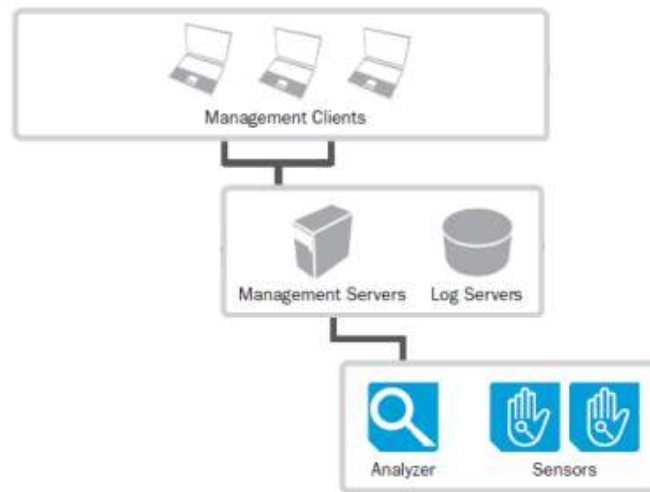 Management Clients
Management Servers
Log Servers
Analyzer
Sensors